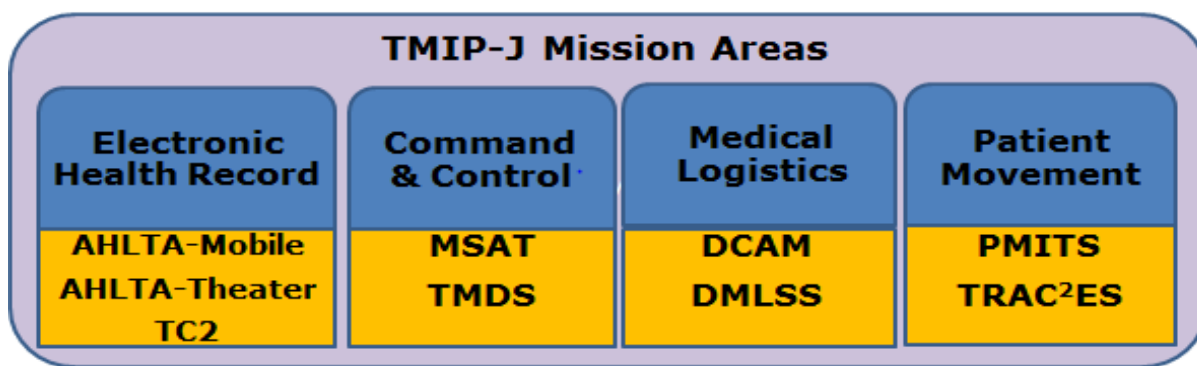 TMIP-J Mission Areas
Electronic
Health Record
AHLTA-Mobile
AHLTA-Theater
TC2
Command
& Control
MSAT
TMDS
Medical
Logistics
DCAM
DMLSS
Patient
Movement
PMITS
TRAC²ES